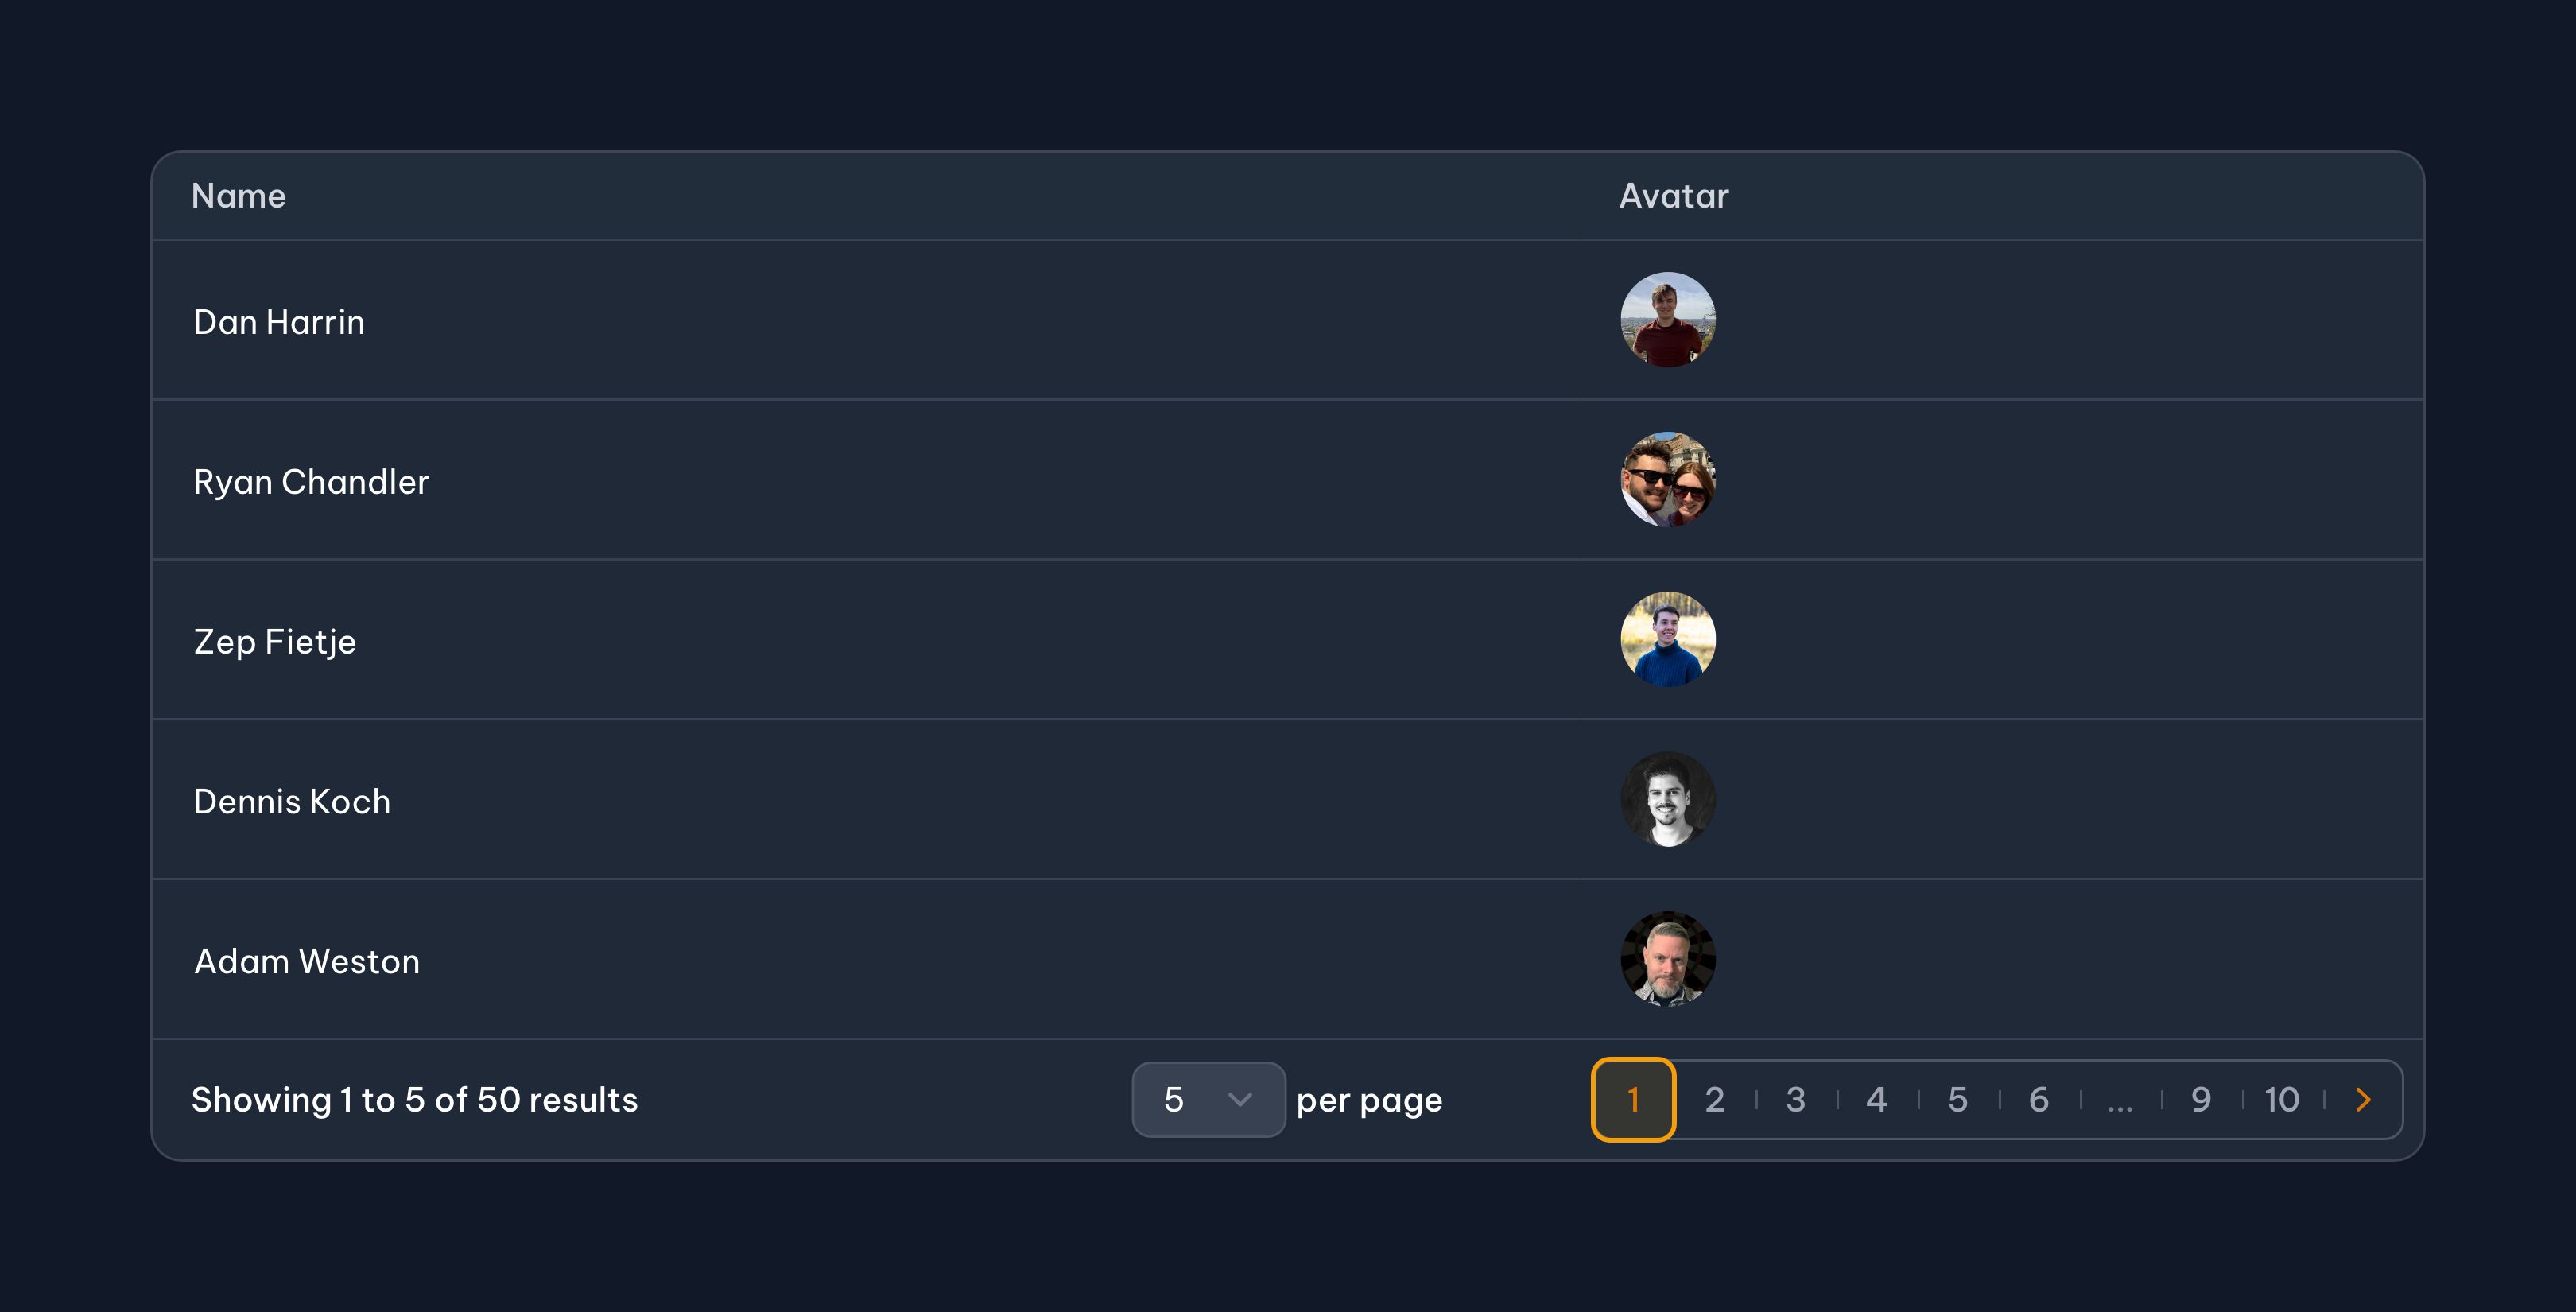 Name Avatar
Dan Harrin
Ryan Chandler
Zep Fietje
Dennis Koch
Adam Weston
Showing 1 to 5 of 50 results 5 per page 1 2 3 4 5 6 ... 9 10